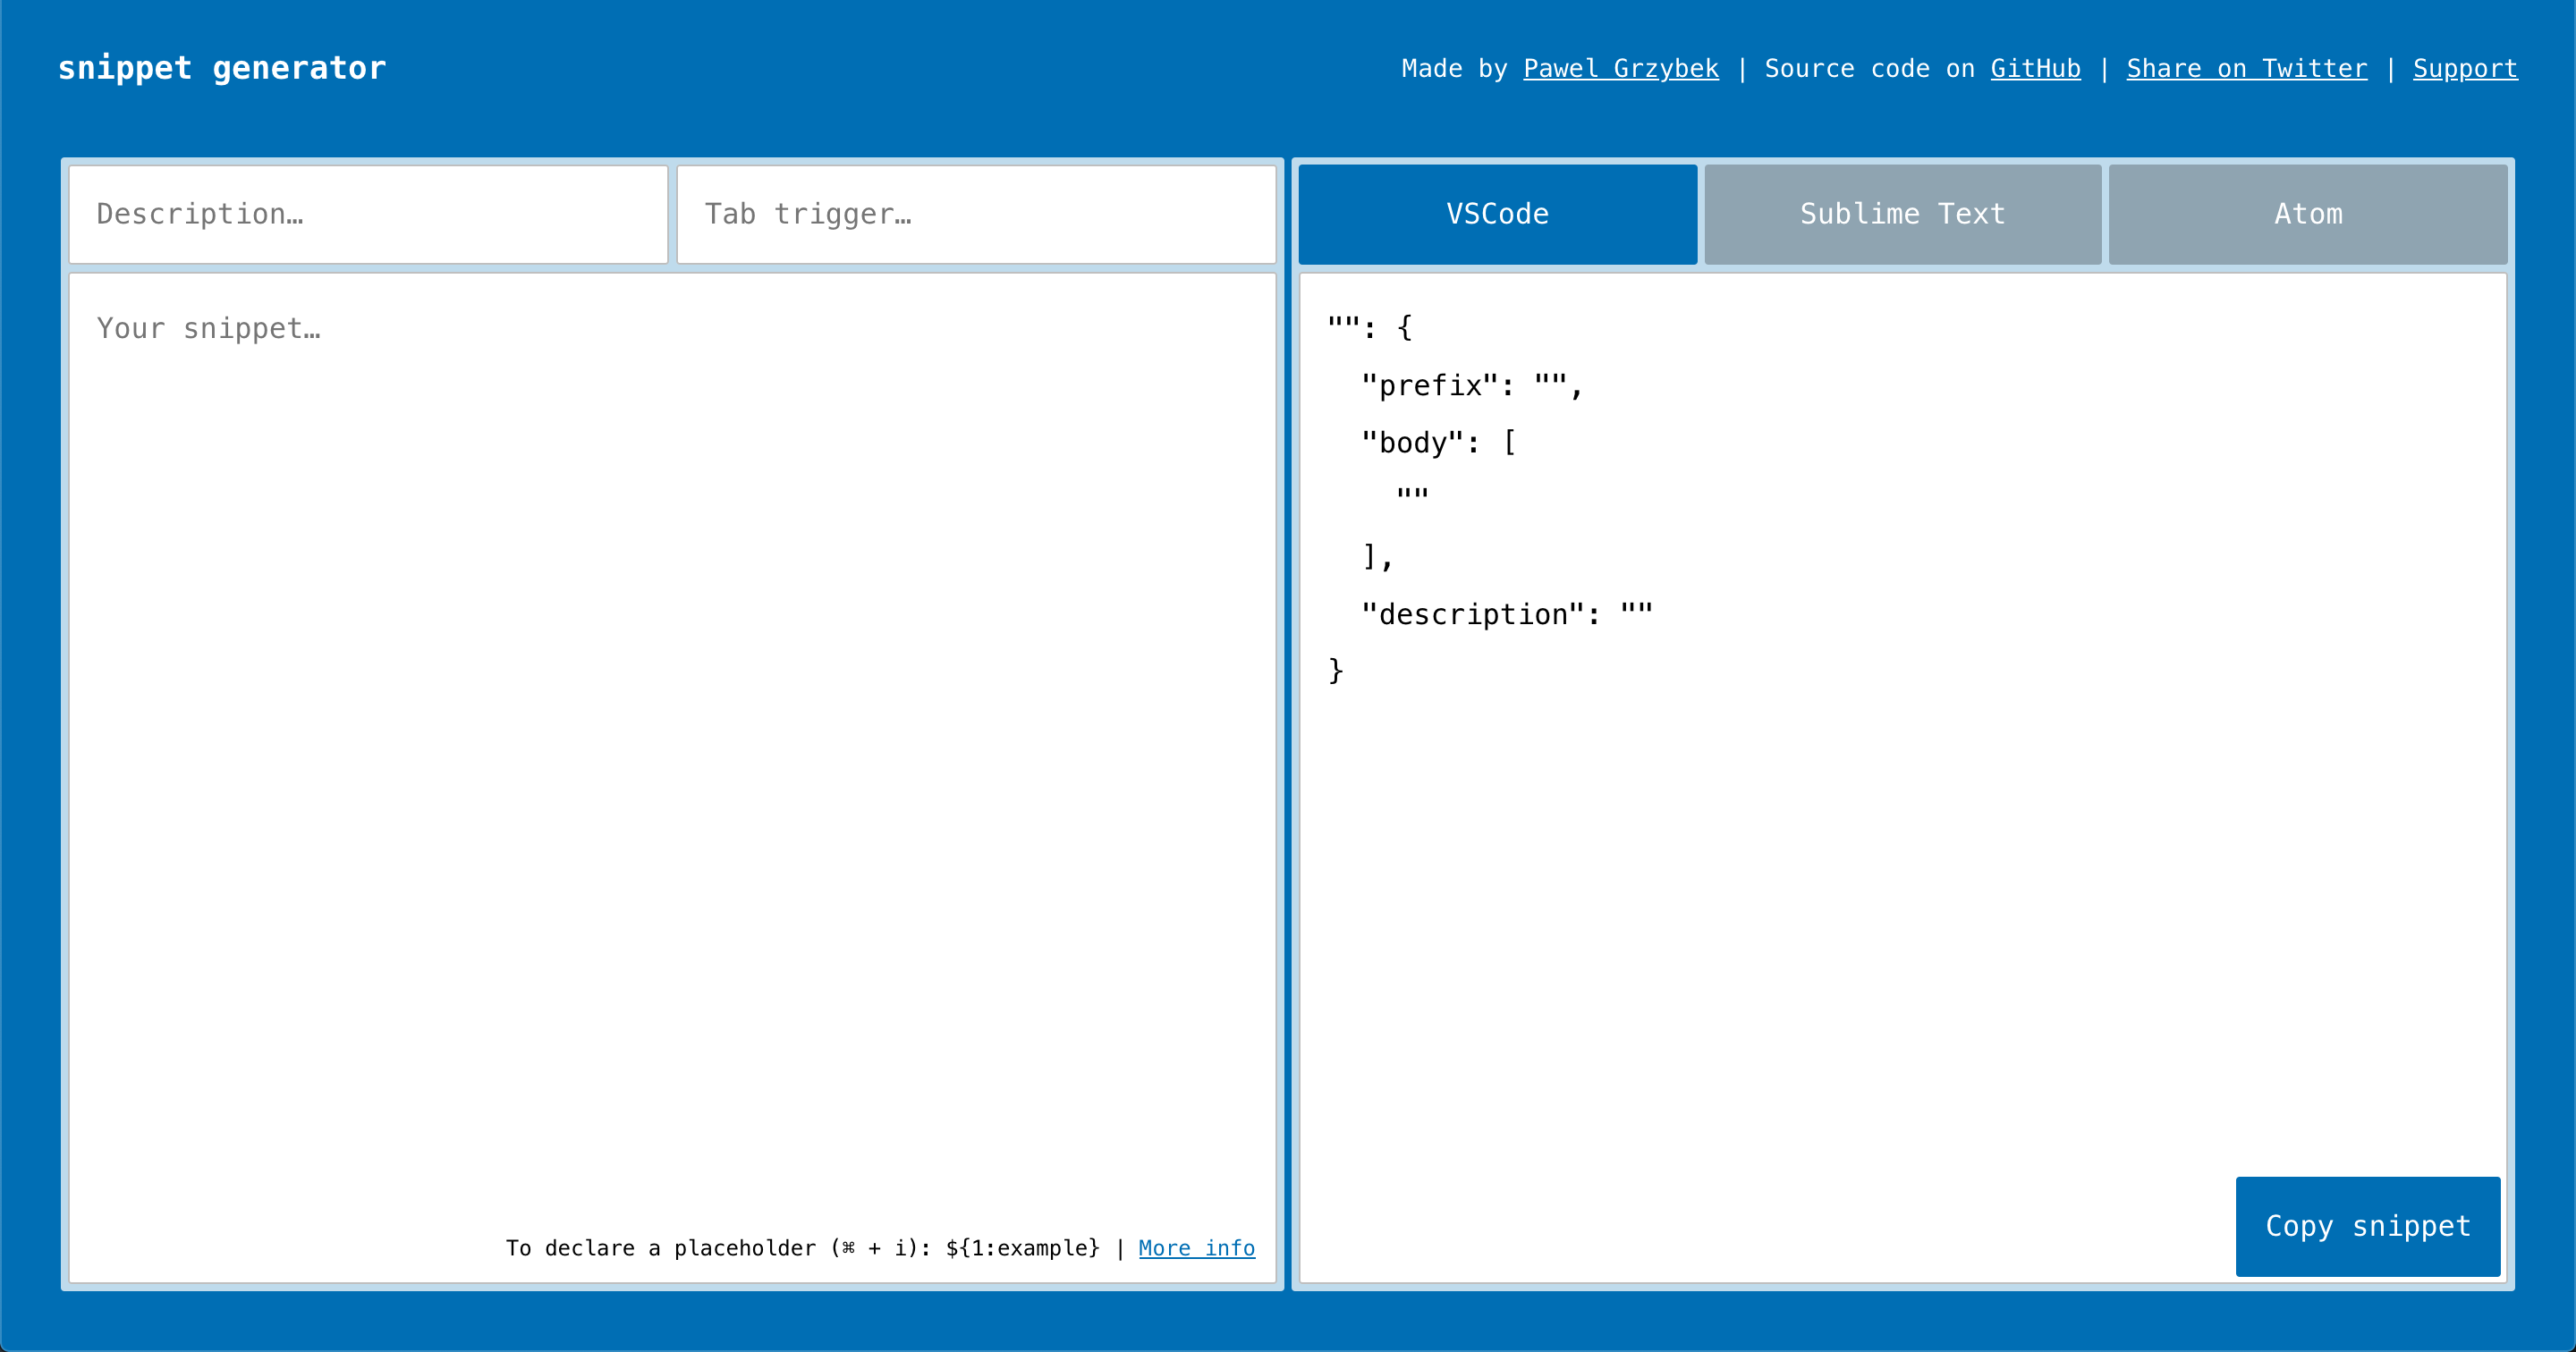 snippet generator
Made by Pawel Grzybek | Source code on GitHub | Share on Twitter | Support
Description…
Tab trigger…
Your snippet…
To declare a placeholder (⌘ + i): ${1:example} | More info
VSCode
Sublime Text
Atom
"": {
  "prefix": "",
  "body": [
    ""
  ],
  "description": ""
}
Copy snippet